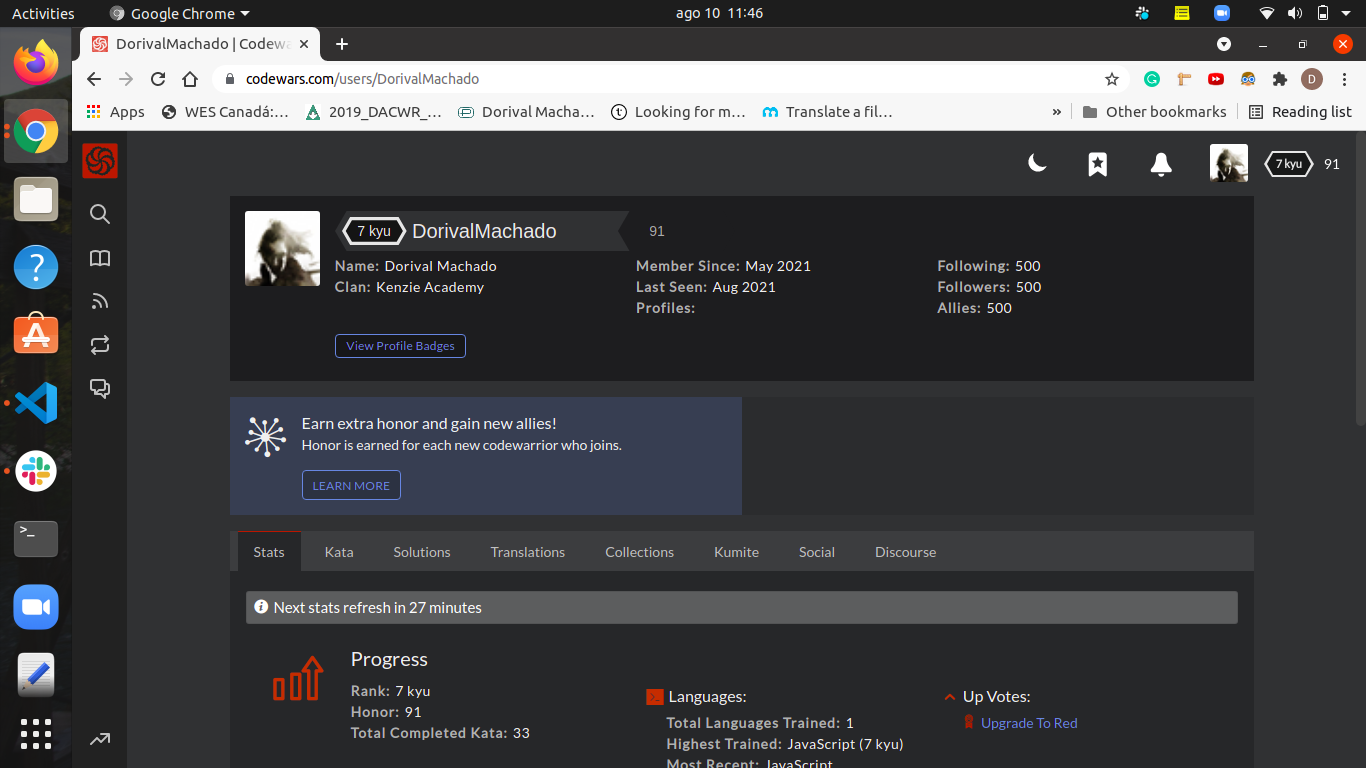 Activities Google Chrome ago 10 11:46
DorivalMachado | Codewa
codewars.com/users/DorivalMachado D
Apps WES Canadá:... 2019_DACWR_... Dorival Macha... Looking for m... Translate a fil... » Other bookmarks Reading list
7 kyu 91
7 kyu DorivalMachado 91
Name: Dorival Machado Member Since: May 2021 Following: 500
Clan: Kenzie Academy Last Seen: Aug 2021 Followers: 500
Profiles: Allies: 500
View Profile Badges
Earn extra honor and gain new allies!
Honor is earned for each new codewarrior who joins.
LEARN MORE
Stats Kata Solutions Translations Collections Kumite Social Discourse
Next stats refresh in 27 minutes
Progress
Rank: 7 kyu Languages: Up Votes:
Honor: 91 Total Languages Trained: 1 Upgrade To Red
Total Completed Kata: 33 Highest Trained: JavaScript (7 kyu)
Most Recent: JavaScript